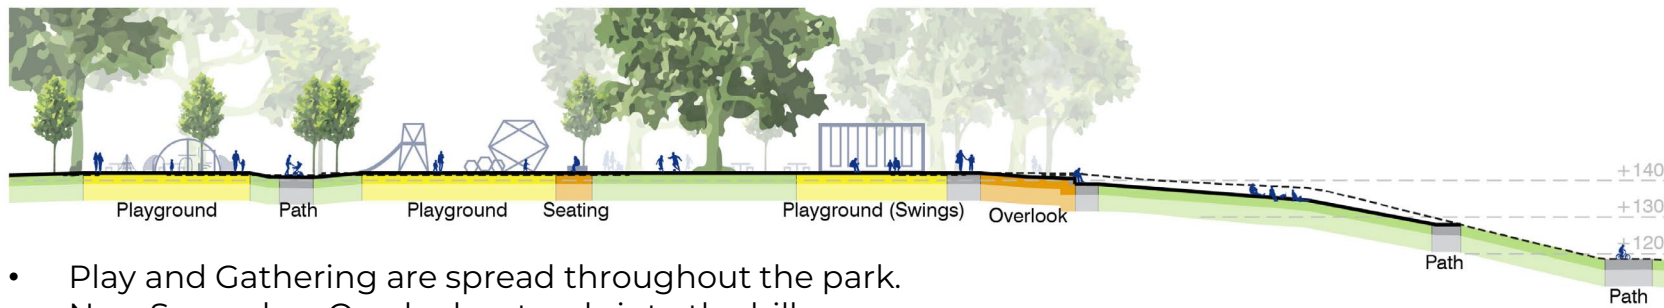 +140
+130
+120
Playground
Path
Playground
Seating
Playground (Swings)
Overlook
Path
Path
• Play and Gathering are spread throughout the park.